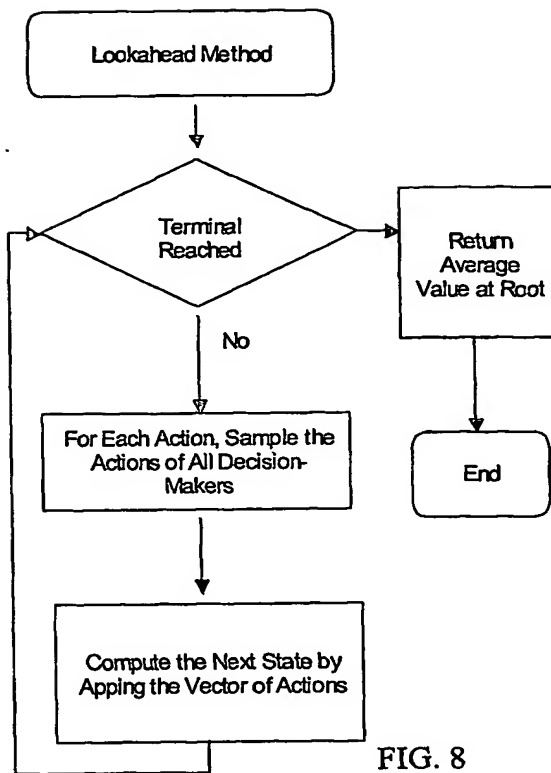 Lookahead Method
Terminal
Reached
Return
Average
Value at Root
No
For Each Action, Sample the
Actions of All Decision-
Makers
End
Compute the Next State by
Apping the Vector of Actions
FIG. 8